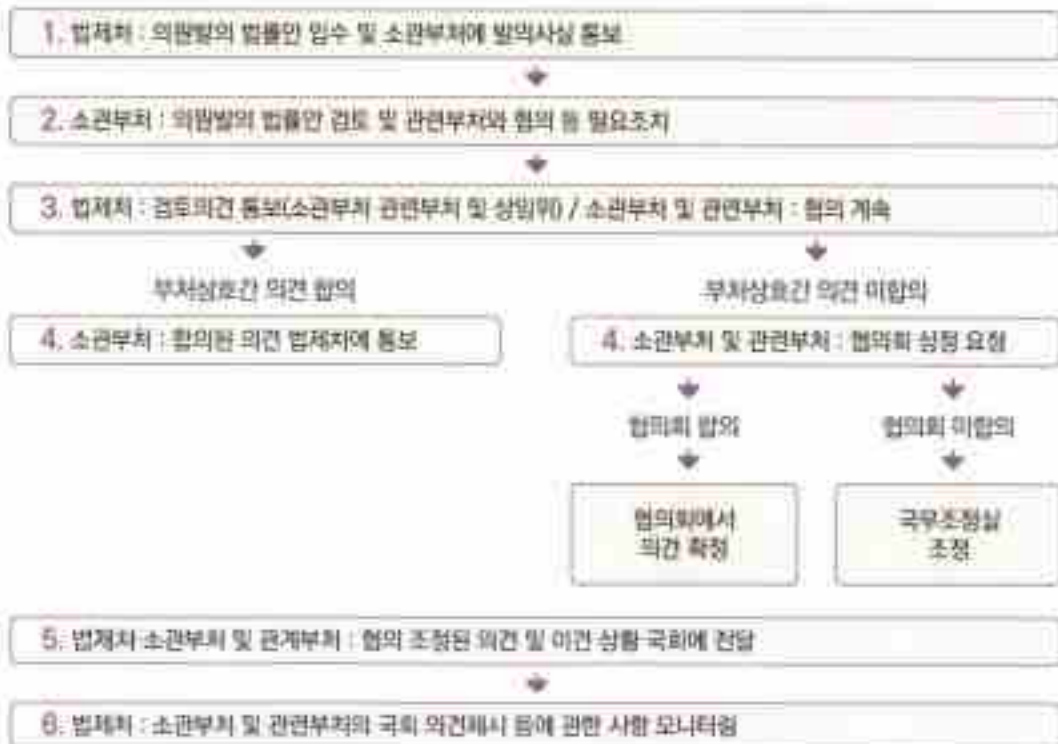 1. 법제처 : 의원발의 법률안 입수 및 소관부처에 발의사실 통보
2. 소관부처 : 의원발의 법률안 검토 및 관련부처와 협의 등 필요조치
3. 법제처 : 검토의견 통보(소관부처 관련부처 및 상임위) / 소관부처 및 관련부처 : 협의 계속
부처상호간 의견 합의
부처상호간 의견 미합의
4. 소관부처 : 합의된 의견 법제처에 통보
4. 소관부처 및 관련부처 : 협의회 상정 요청
협의회 합의
협의회 미합의
협의회에서
의견 확정
국무조정실
조정
5. 법제처 소관부처 및 관계부처 : 협의 조정된 의견 및 이견 상황 국회에 전달
6. 법제처 : 소관부처 및 관련부처의 국회 의견제시 등에 관한 사항 모니터링